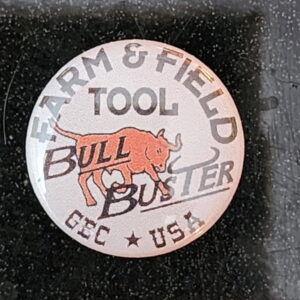 FARM & FIELD
TOOL
BULL
BUSTER
GEC ★ USA